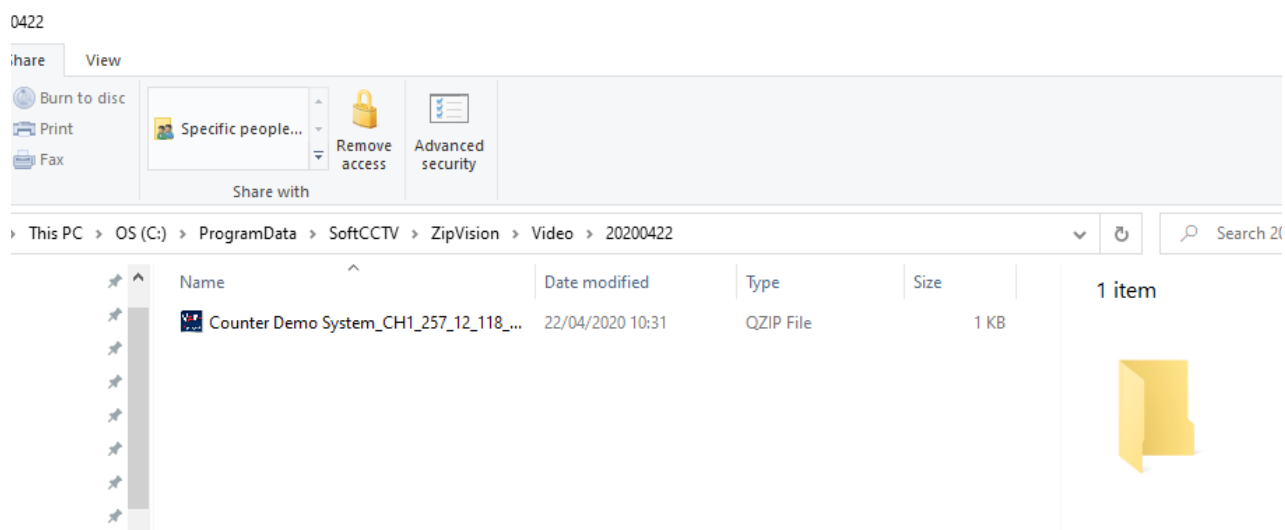 0422
Share View
Burn to disc
Print
Fax
Specific people...
Remove access
Advanced security
Share with
This PC > OS (C:) > ProgramData > SoftCCTV > ZipVision > Video > 20200422
Search 20
Name Date modified Type Size
Counter Demo System_CH1_257_12_118_... 22/04/2020 10:31 QZIP File 1 KB
1 item